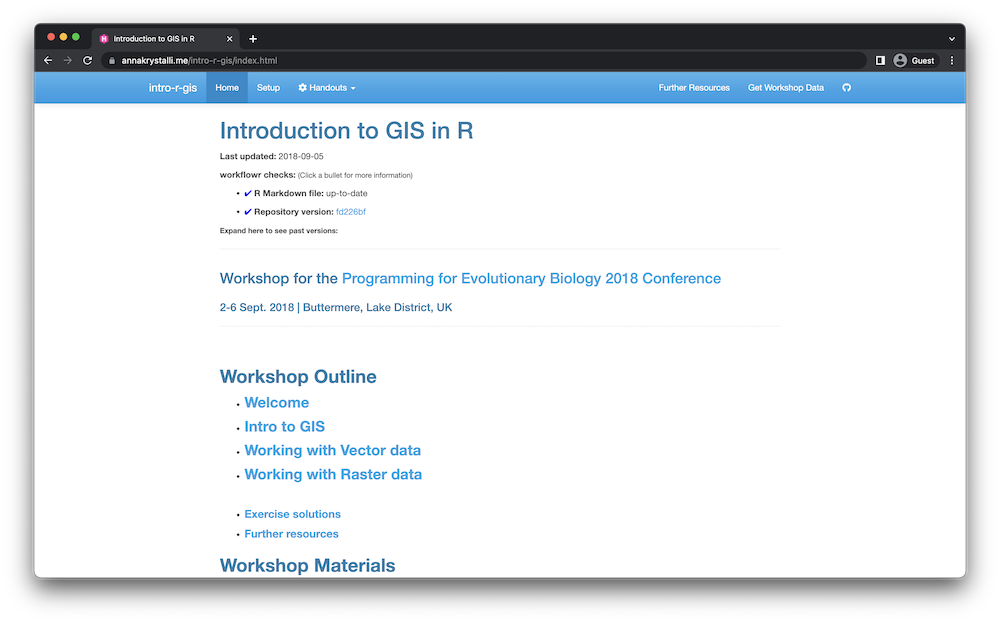 Introduction to GIS in R
annakrystalli.me/intro-r-gis/index.html
Guest
intro-r-gis Home Setup Handouts Further Resources Get Workshop Data
Introduction to GIS in R
Last updated: 2018-09-05
workflowr checks: (Click a bullet for more information)
• ✔ R Markdown file: up-to-date
• ✔ Repository version: fd226bf
Expand here to see past versions:
Workshop for the Programming for Evolutionary Biology 2018 Conference
2-6 Sept. 2018 | Buttermere, Lake District, UK
Workshop Outline
• Welcome
• Intro to GIS
• Working with Vector data
• Working with Raster data
• Exercise solutions
• Further resources
Workshop Materials